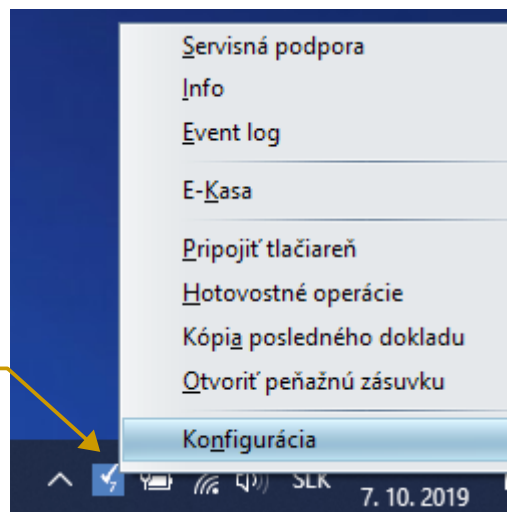 Servisná podpora
Info
Event log
E-Kasa
Pripojiť tlačiareň
Hotovostné operácie
Kópia posledného dokladu
Otvoriť peňažnú zásuvku
Konfigurácia
7
SLK
7. 10. 2019